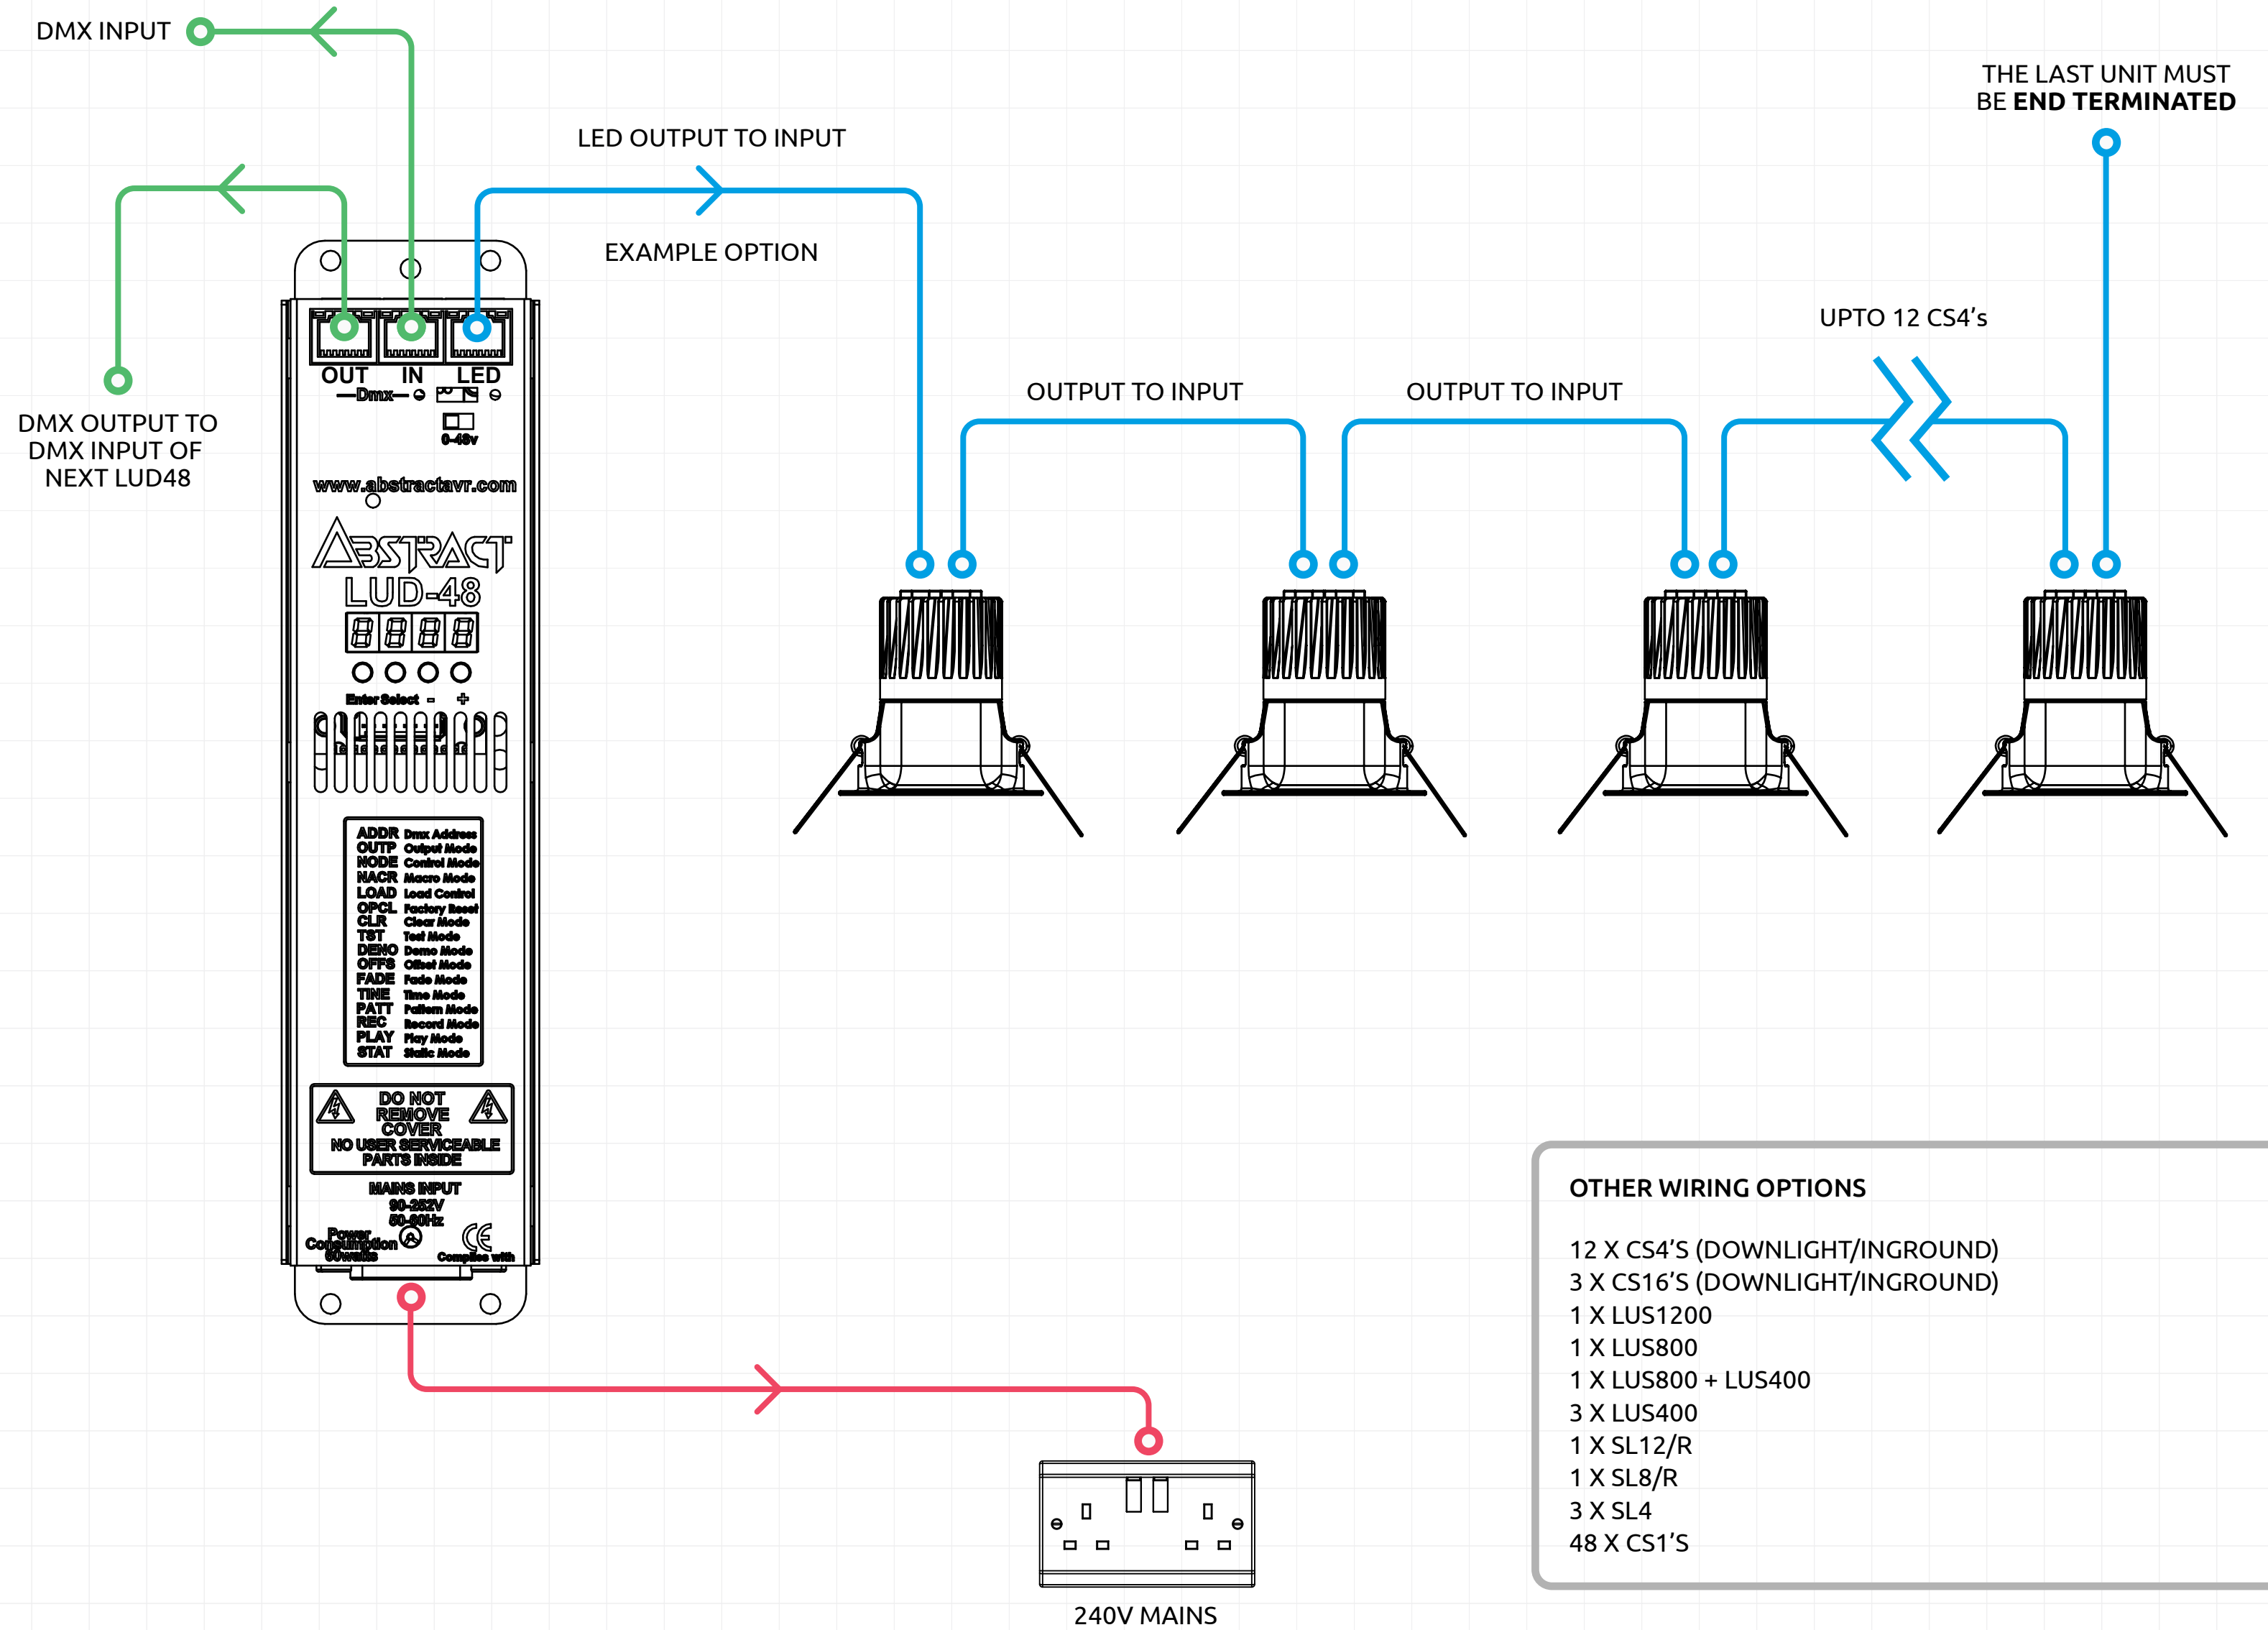 DMX INPUT
THE LAST UNIT MUST
BE END TERMINATED
LED OUTPUT TO INPUT
EXAMPLE OPTION
UPTO 12 CS4’s
OUTPUT TO INPUT
OUTPUT TO INPUT
DMX OUTPUT TO
DMX INPUT OF
NEXT LUD48
OUT IN LED
Dmx
0-48v
www.abstractavr.com
ABSTRACT
LUD-48
8888
Enter Select - +
ADDR Dmx Address
OUTP Output Mode
NODE Control Mode
NACR Macro Mode
LOAD Load Control
OPCL Factory Reset
CLR Clear Mode
TST Test Mode
DENO Demo Mode
OFFS Offset Mode
FADE Fade Mode
TINE Time Mode
PATT Pattern Mode
REC Record Mode
PLAY Play Mode
STAT Static Mode
DO NOT
REMOVE
COVER
NO USER SERVICEABLE
PARTS INSIDE
MAINS INPUT
90-252V
50-60Hz
Power
Consumption
60watts
CE
Complies with
240V MAINS
OTHER WIRING OPTIONS
12 X CS4’S (DOWNLIGHT/INGROUND)
3 X CS16’S (DOWNLIGHT/INGROUND)
1 X LUS1200
1 X LUS800
1 X LUS800 + LUS400
3 X LUS400
1 X SL12/R
1 X SL8/R
3 X SL4
48 X CS1’S